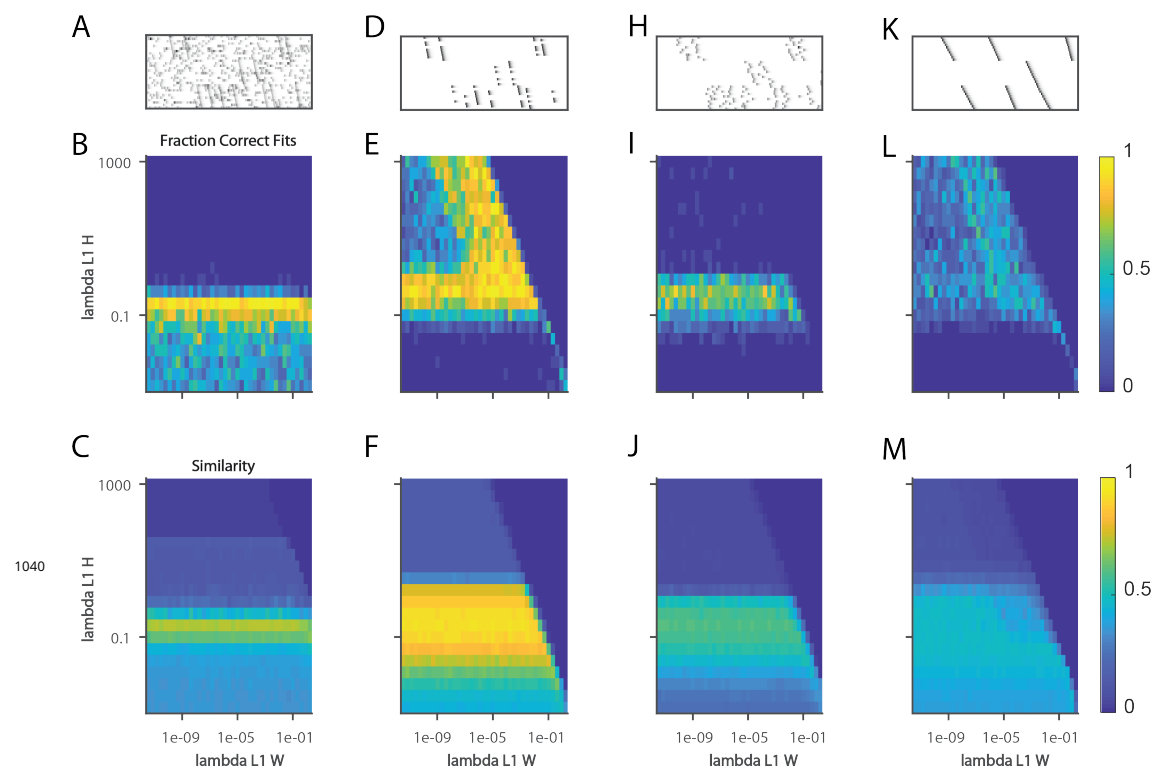 A
D
H
K
B
Fraction Correct Fits
E
I
L
1000
lambda L1 H
0.1
1
0.5
0
C
Similarity
F
J
M
1000
1040
lambda L1 H
0.1
1
0.5
0
1e-09 1e-05 1e-01
1e-09 1e-05 1e-01
1e-09 1e-05 1e-01
1e-09 1e-05 1e-01
lambda L1 W
lambda L1 W
lambda L1 W
lambda L1 W